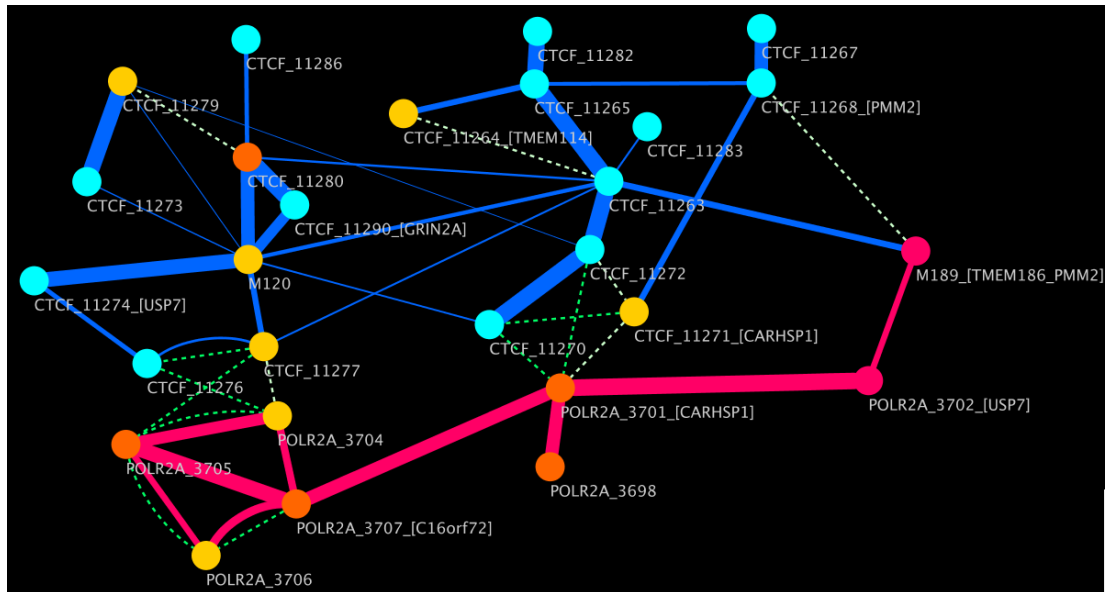 CTCF_11286
CTCF_11282
CTCF_11267
CTCF_11279
CTCF_11265
CTCF_11268_[PMM2]
CTCF_11264_[TMEM114]
CTCF_11283
CTCF_11280
CTCF_11273
CTCF_11263
CTCF_11290_[GRIN2A]
CTCF_11272
M189_[TMEM186_PMM2]
M120
CTCF_11274_[USP7]
CTCF_11271_[CARHSP1]
CTCF_11270
CTCF_11277
CTCF_11276
POLR2A_3702_[USP7]
POLR2A_3701_[CARHSP1]
POLR2A_3704
POLR2A_3705
POLR2A_3698
POLR2A_3707_[C16orf72]
POLR2A_3706